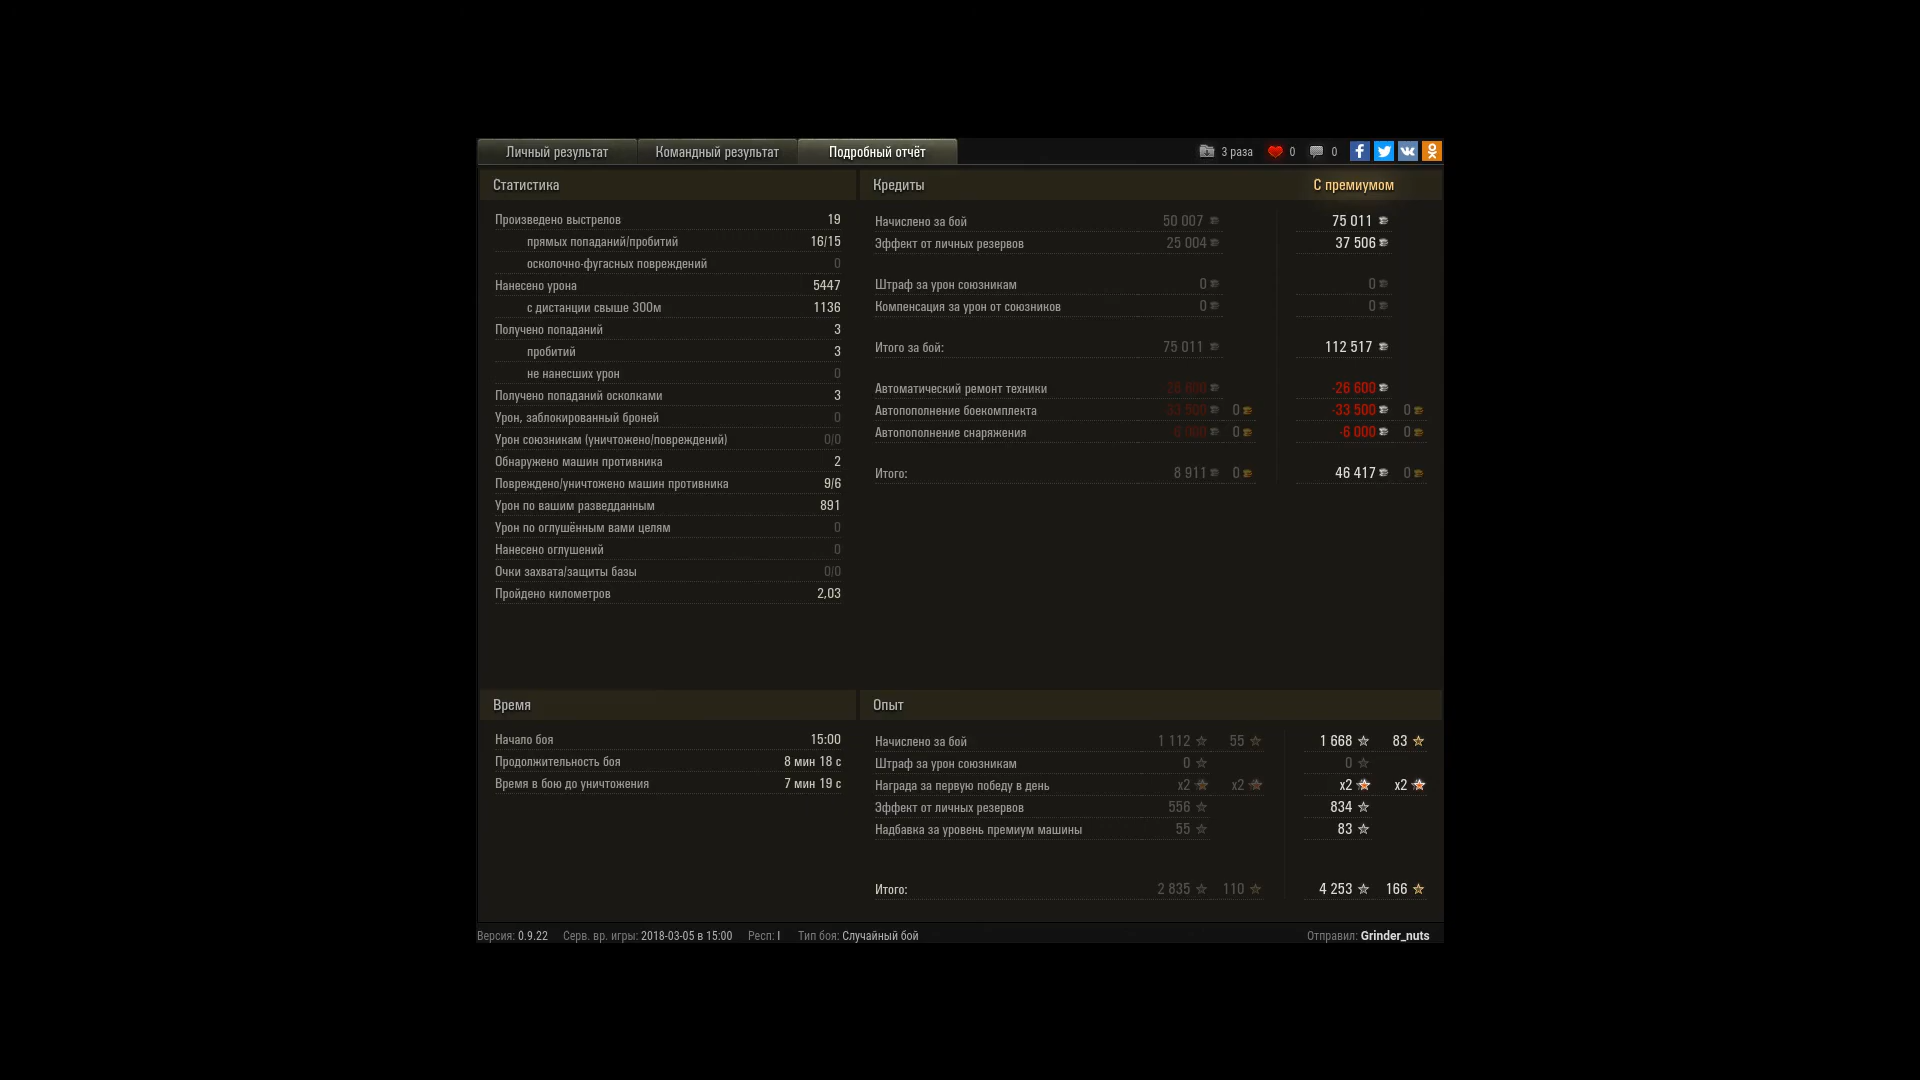 Личный результат Командный результат Подробный отчёт 3 раза 0 0
Статистика
Произведено выстрелов 19
прямых попаданий/пробитий 16/15
осколочно-фугасных повреждений 0
Нанесено урона 5447
с дистанции свыше 300м 1136
Получено попаданий 3
пробитий 3
не нанесших урон 0
Получено попаданий осколками 3
Урон, заблокированный броней 0
Урон союзникам (уничтожено/повреждений) 0/0
Обнаружено машин противника 2
Повреждено/уничтожено машин противника 9/6
Урон по вашим разведданным 891
Урон по оглушённым вами целям 0
Нанесено оглушений 0
Очки захвата/защиты базы 0/0
Пройдено километров 2,03
Кредиты С премиумом
Начислено за бой 50 007 75 011
Эффект от личных резервов 25 004 37 506
Штраф за урон союзникам 0 0
Компенсация за урон от союзников 0 0
Итого за бой: 75 011 112 517
Автоматический ремонт техники -26 600 -26 600
Автопополнение боекомплекта -33 500 0 -33 500 0
Автопополнение снаряжения -6 000 0 -6 000 0
Итого: 8 911 0 46 417 0
Время
Начало боя 15:00
Продолжительность боя 8 мин 18 с
Время в бою до уничтожения 7 мин 19 с
Опыт
Начислено за бой 1 112 55 1 668 83
Штраф за урон союзникам 0 0
Награда за первую победу в день x2 x2 x2 x2
Эффект от личных резервов 556 834
Надбавка за уровень премиум машины 55 83
Итого: 2 835 110 4 253 166
Версия: 0.9.22 Серв. вр. игры: 2018-03-05 в 15:00 Респ: I Тип боя: Случайный бой Отправил: Grinder_nuts